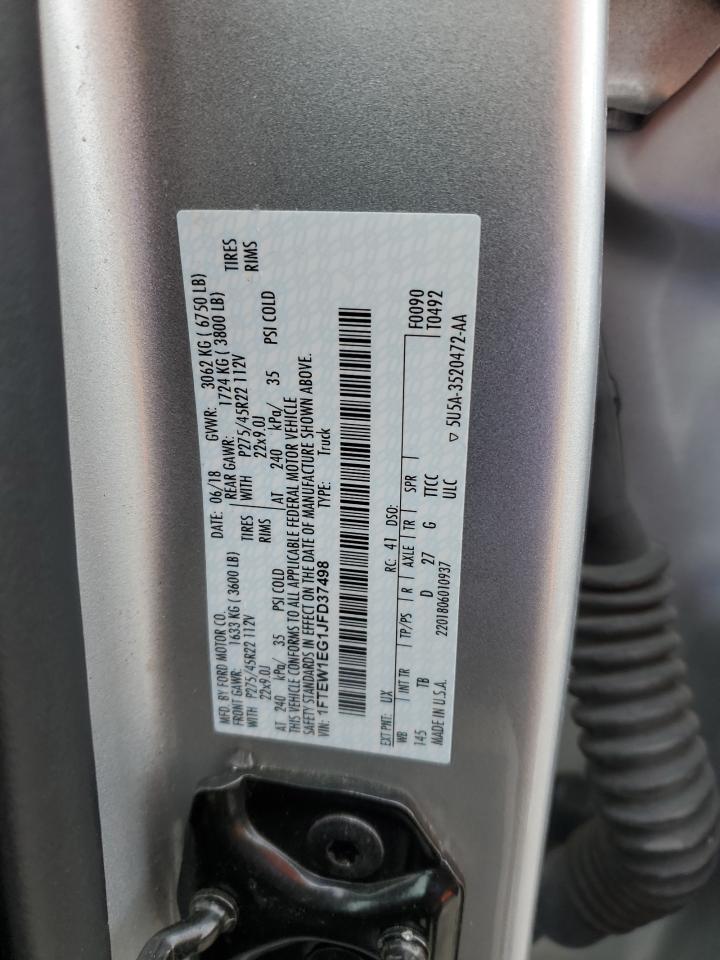 MFD. BY FORD MOTOR CO. DATE: 06/18 GVWR: 3062 KG ( 6750 LB)
FRONT GAWR: 1633 KG ( 3600 LB) REAR GAWR: 1724 KG ( 3800 LB)
WITH P275/45R22 112V TIRES WITH P275/45R22 112V TIRES
22x9.0J RIMS 22x9.0J RIMS
AT 240 kPa/ 35 PSI COLD AT 240 kPa/ 35 PSI COLD
THIS VEHICLE CONFORMS TO ALL APPLICABLE FEDERAL MOTOR VEHICLE
SAFETY STANDARDS IN EFFECT ON THE DATE OF MANUFACTURE SHOWN ABOVE.
VIN: 1FTEW1EG1JFD37498 TYPE: Truck
EXT PNT: UX RC: 41 DSO: F0090
WB INT TR TP/PS R AXLE TR SPR T0492
145 TB D 27 G TTCC
MADE IN U.S.A. 2201806010937 ULC ▽ 5U5A-3520472-AA